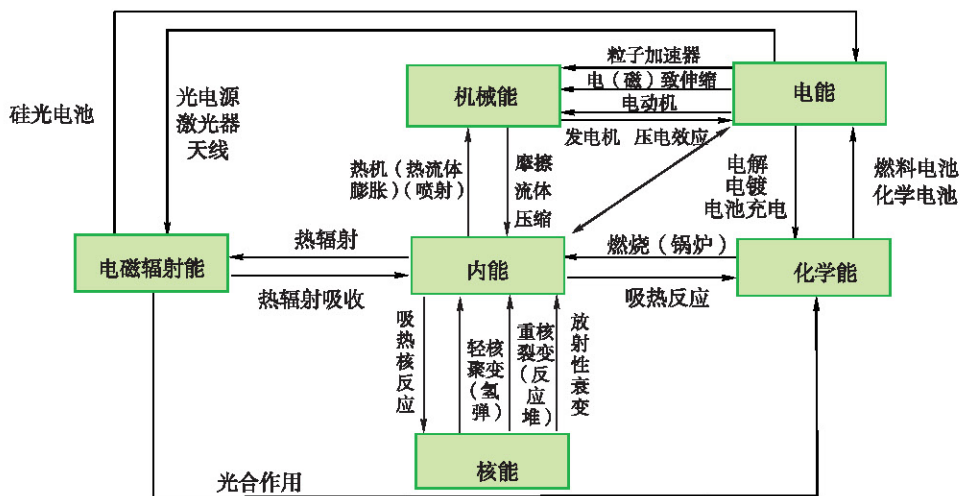 粒子加速器
机械能
电（磁）致伸缩
电能
电动机
发电机 压电效应
硅光电池
光电源
激光器
天线
热机（热流体
膨胀）（喷射）
摩擦
流体
压缩
电解
电镀
电池充电
燃料电池
化学电池
热辐射
燃烧（锅炉）
电磁辐射能
内能
化学能
热辐射吸收
吸热反应
吸热核反应
轻核
聚变（氢弹）
重核
裂变（反应堆）
放射性衰变
核能
光合作用